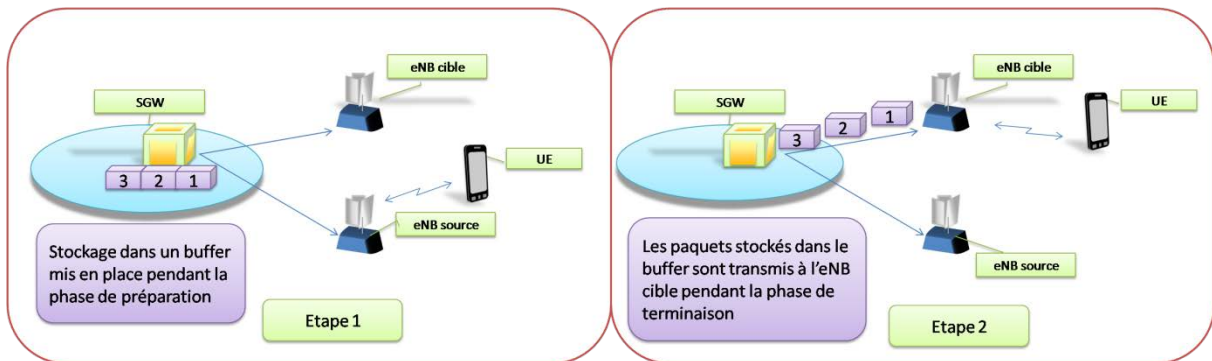 eNB cible
SGW
UE
3 2 1
eNB source
Stockage dans un buffer
mis en place pendant la
phase de préparation
Etape 1
eNB cible
SGW
UE
3 2 1
Les paquets stockés dans le
buffer sont transmis à l'eNB
cible pendant la phase de
terminaison
eNB source
Etape 2